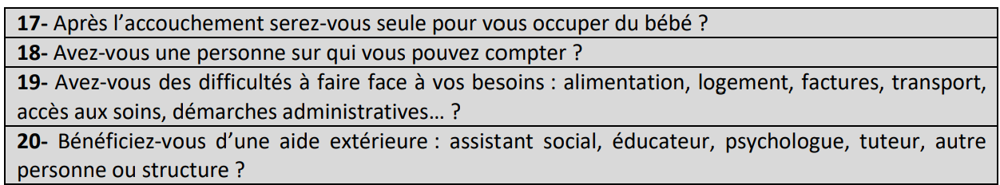 17- Après l’accouchement serez-vous seule pour vous occuper du bébé ?
18- Avez-vous une personne sur qui vous pouvez compter ?
19- Avez-vous des difficultés à faire face à vos besoins : alimentation, logement, factures, transport,
accès aux soins, démarches administratives… ?
20- Bénéficiez-vous d’une aide extérieure : assistant social, éducateur, psychologue, tuteur, autre
personne ou structure ?